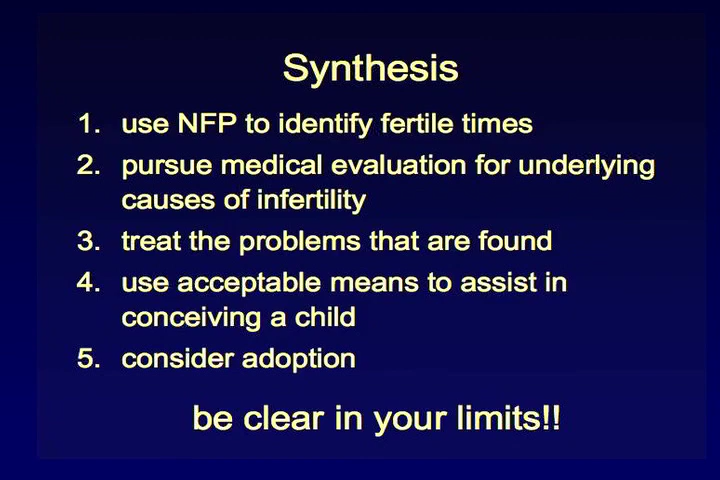 Synthesis
1. use NFP to identify fertile times
2. pursue medical evaluation for underlying
causes of infertility
3. treat the problems that are found
4. use acceptable means to assist in
conceiving a child
5. consider adoption
be clear in your limits!!